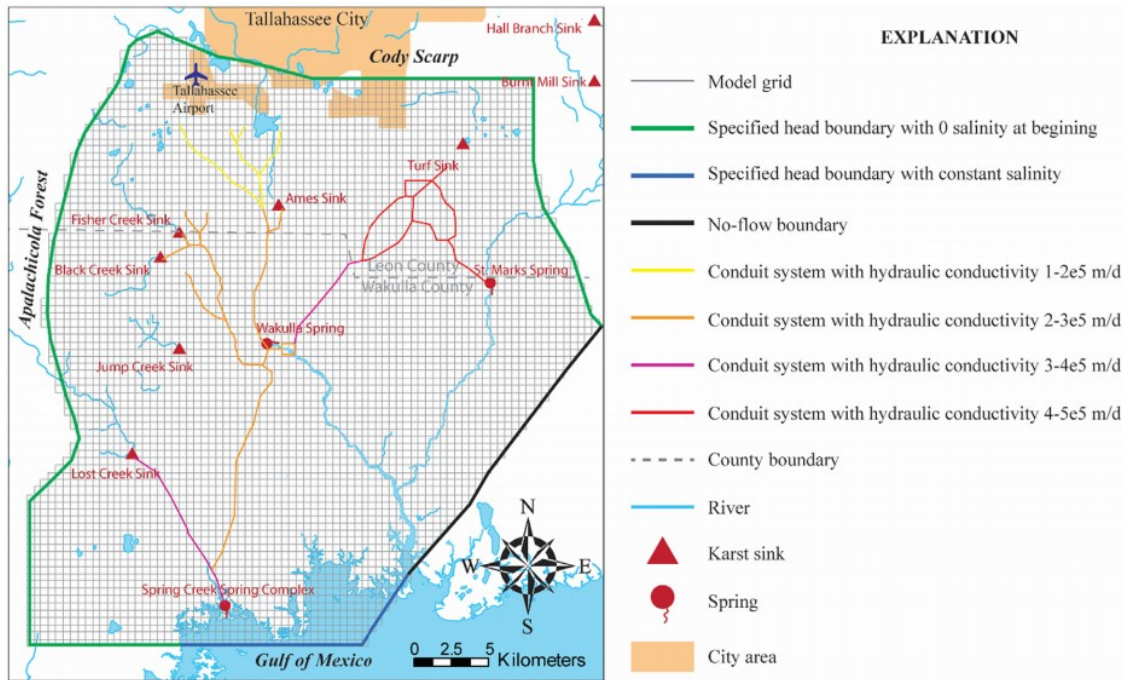 Tallahassee City
Hall Branch Sink
Cody Scarp
Burnt Mill Sink
Tallahassee
Airport
Turf Sink
Apalachicola Forest
Ames Sink
Fisher Creek Sink
Black Creek Sink
Leon County
Wakulla County
St. Marks Spring
Wakulla Spring
Jump Creek Sink
Lost Creek Sink
Spring Creek Spring Complex
N
W
E
S
Gulf of Mexico
0 2.5 5
Kilometers
EXPLANATION
Model grid
Specified head boundary with 0 salinity at begining
Specified head boundary with constant salinity
No-flow boundary
Conduit system with hydraulic conductivity 1-2e5 m/d
Conduit system with hydraulic conductivity 2-3e5 m/d
Conduit system with hydraulic conductivity 3-4e5 m/d
Conduit system with hydraulic conductivity 4-5e5 m/d
County boundary
River
Karst sink
Spring
City area